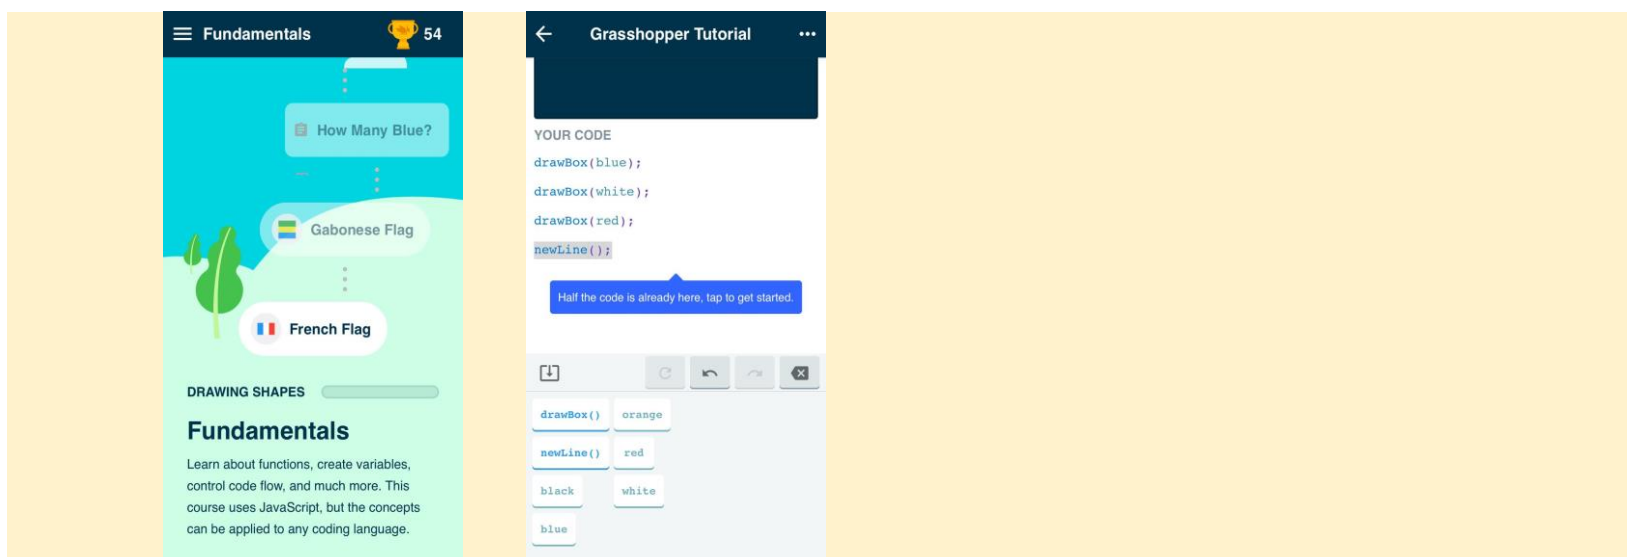 Fundamentals
54
How Many Blue?
Gabonese Flag
French Flag
DRAWING SHAPES
Fundamentals
Learn about functions, create variables,
control code flow, and much more. This
course uses JavaScript, but the concepts
can be applied to any coding language.
Grasshopper Tutorial
YOUR CODE
drawBox(blue);
drawBox(white);
drawBox(red);
newLine();
Half the code is already here, tap to get started.
drawBox() orange
newLine() red
black white
blue